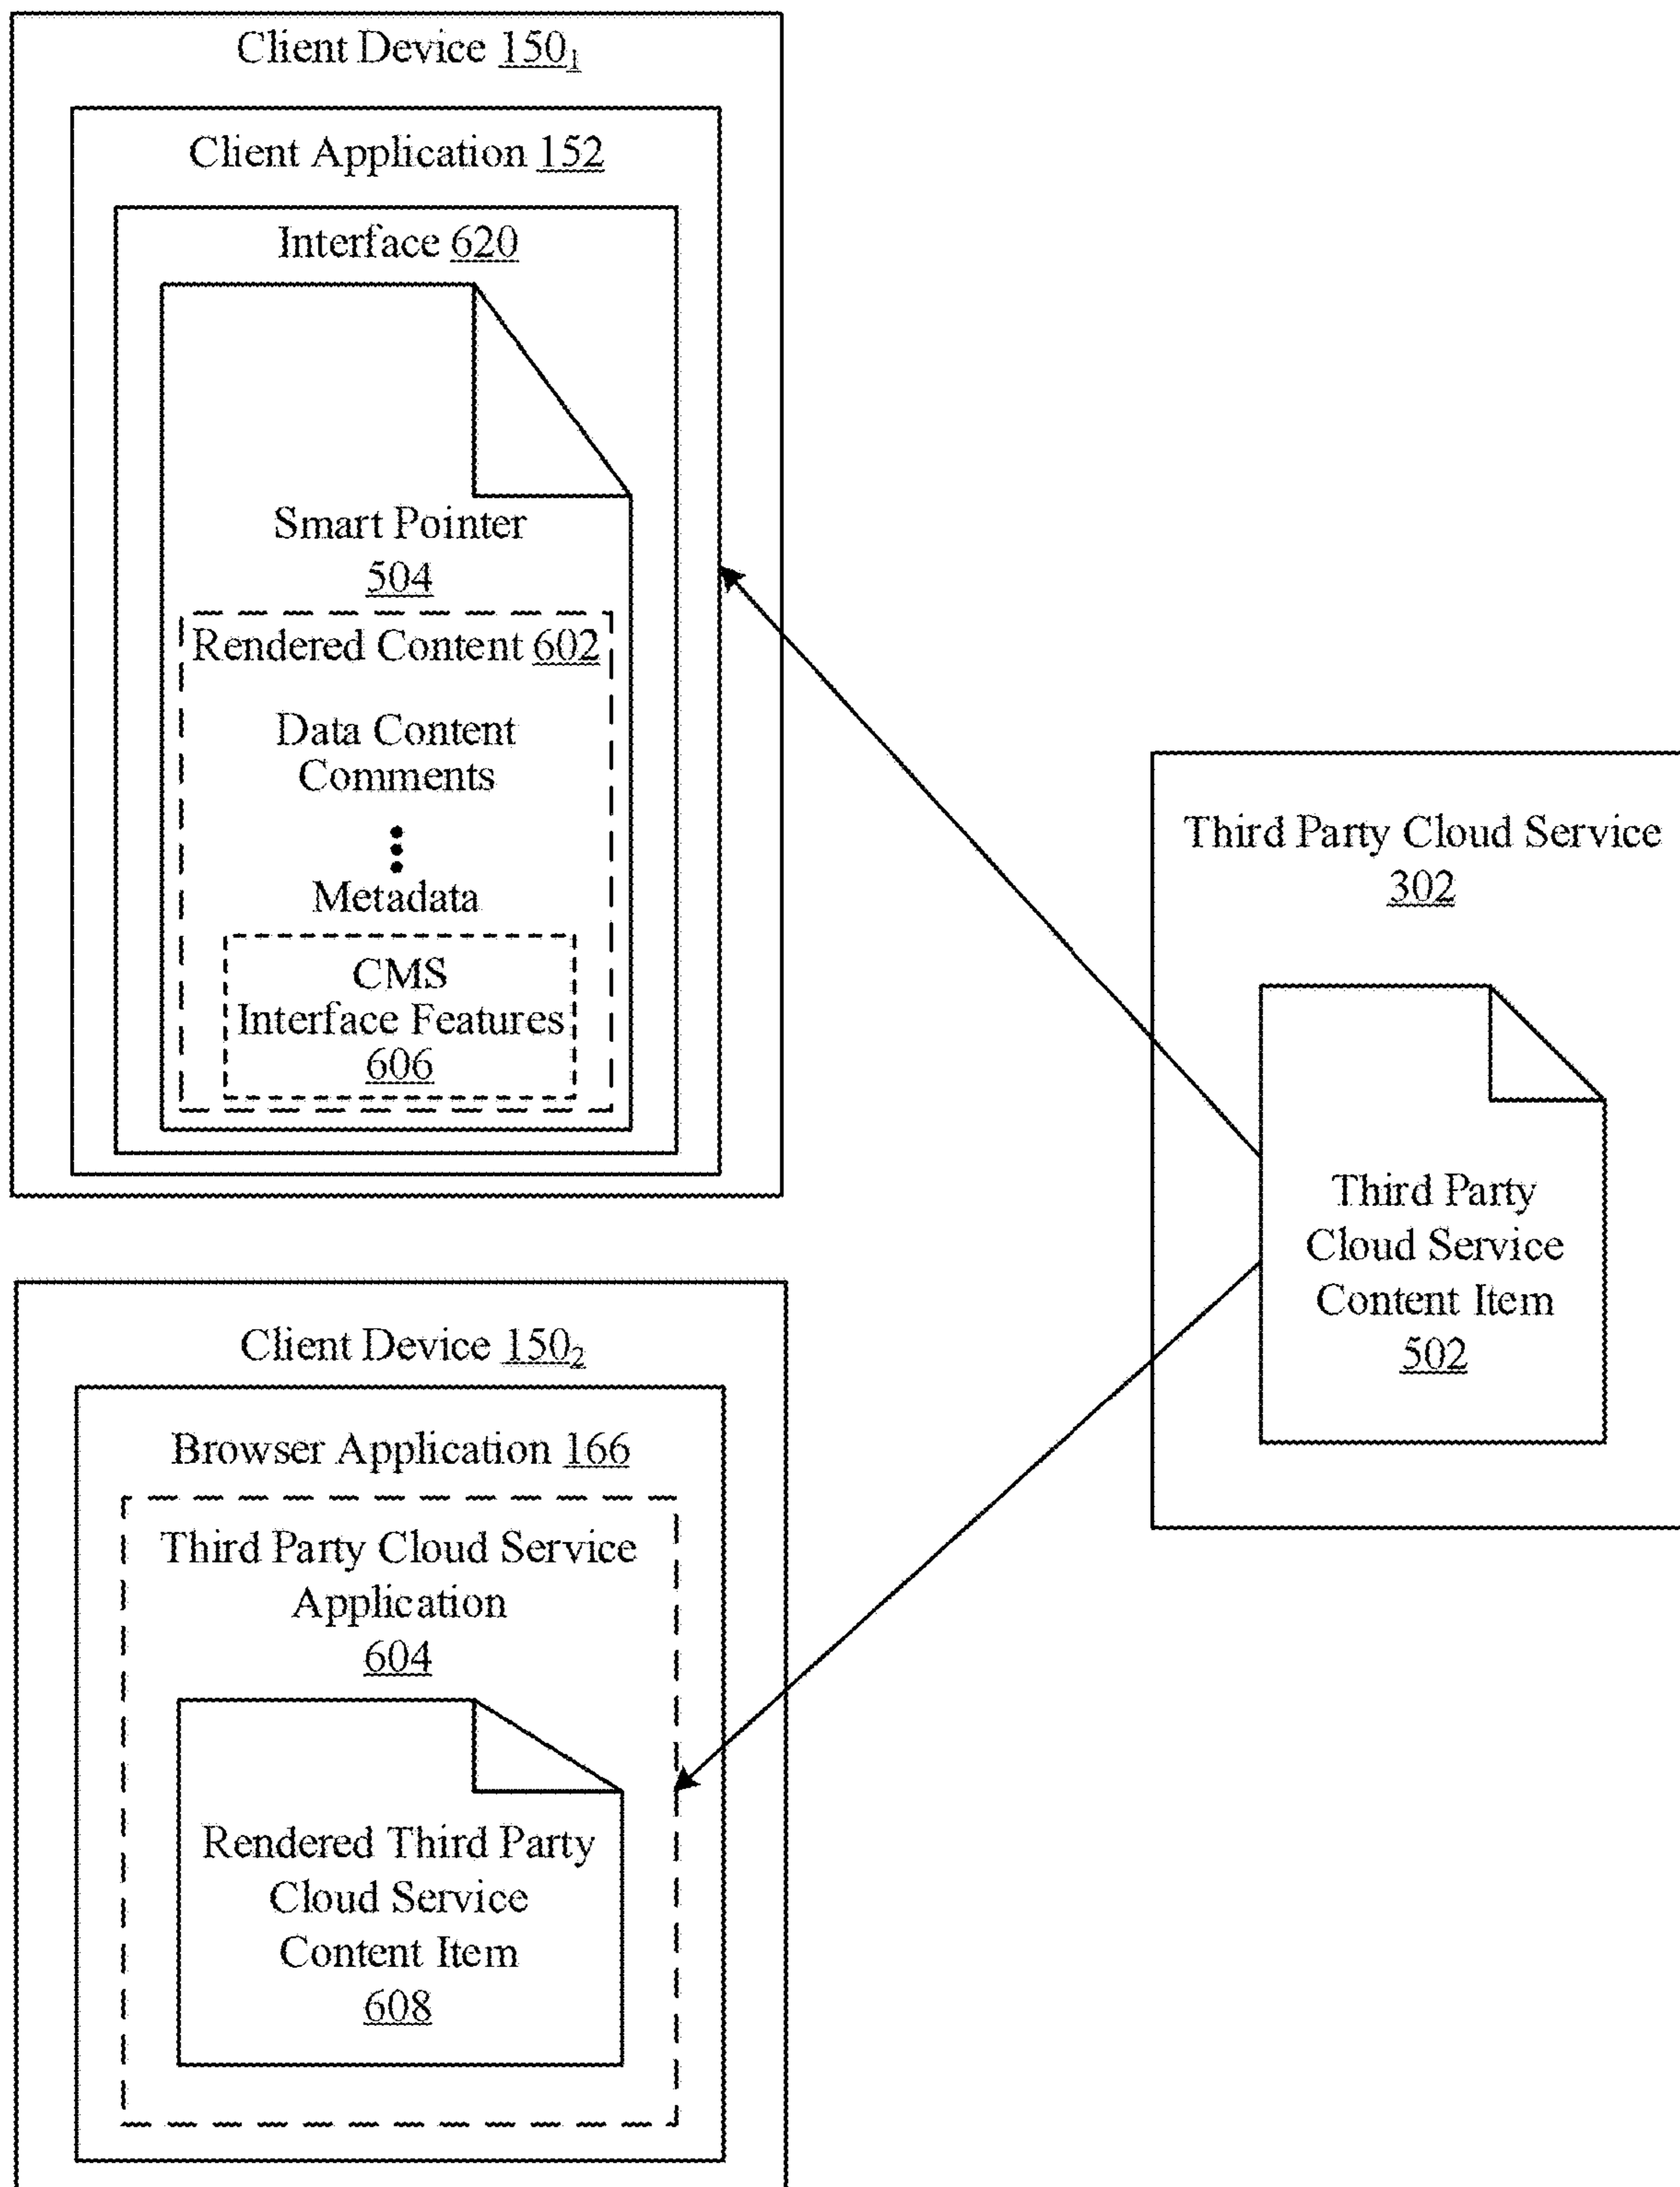 Client Device 150₁
Client Application 152
Interface 620
Smart Pointer
504
Rendered Content 602
Data Content
Comments
Metadata
CMS
Interface Features
606
Third Party Cloud Service
302
Third Party
Cloud Service
Content Item
502
Client Device 150₂
Browser Application 166
Third Party Cloud Service
Application
604
Rendered Third Party
Cloud Service
Content Item
608